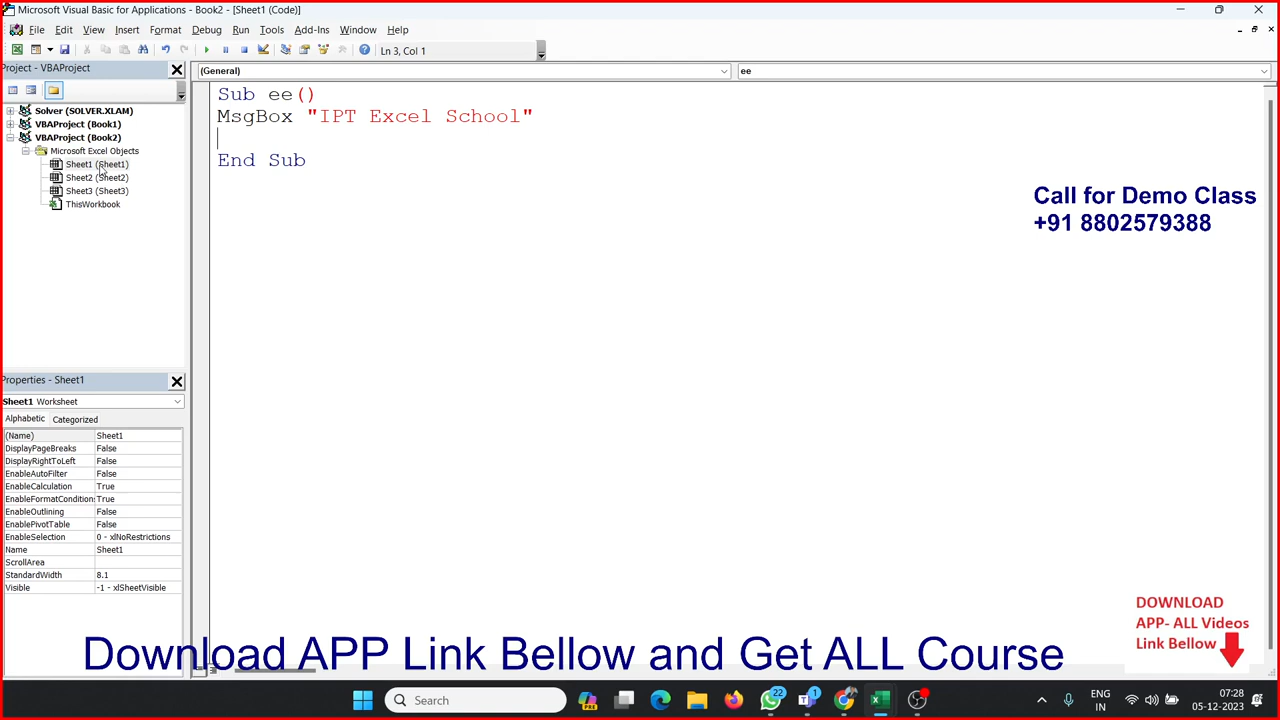 Microsoft Visual Basic for Applications - Book2 - [Sheet1 (Code)]
File Edit View Insert Format Debug Run Tools Add-Ins Window Help
Ln 3, Col 1
Project - VBAProject
Solver (SOLVER.XLAM)
VBAProject (Book1)
VBAProject (Book2)
Microsoft Excel Objects
Sheet1 (Sheet1)
Sheet2 (Sheet2)
Sheet3 (Sheet3)
ThisWorkbook
(General)
ee
Sub ee()
MsgBox "IPT Excel School"
End Sub
Call for Demo Class
+91 8802579388
Properties - Sheet1
Sheet1 Worksheet
Alphabetic Categorized
(Name) Sheet1
DisplayPageBreaks False
DisplayRightToLeft False
EnableAutoFilter False
EnableCalculation True
EnableFormatCondition: True
EnableOutlining False
EnablePivotTable False
EnableSelection 0 - xlNoRestrictions
Name Sheet1
ScrollArea
StandardWidth 8.1
Visible -1 - xlSheetVisible
DOWNLOAD
APP- ALL Videos
Link Bellow
Download APP Link Bellow and Get ALL Course
Search
PRE
22
1
ENG
IN
07:28
05-12-2023